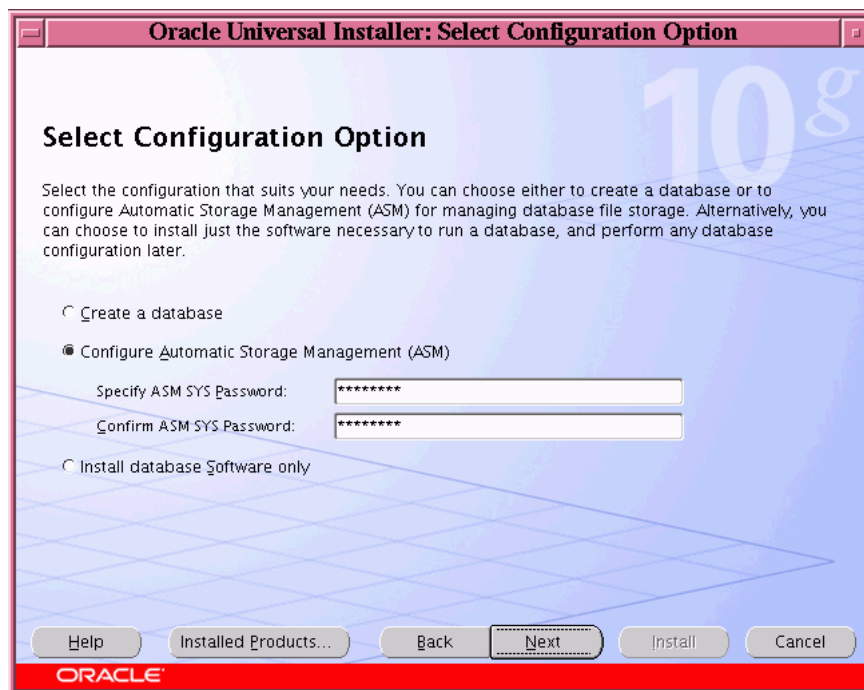 Oracle Universal Installer: Select Configuration Option
10g
Select Configuration Option
Select the configuration that suits your needs. You can choose either to create a database or to
configure Automatic Storage Management (ASM) for managing database file storage. Alternatively, you
can choose to install just the software necessary to run a database, and perform any database
configuration later.
Create a database
Configure Automatic Storage Management (ASM)
Specify ASM SYS Password: ********
Confirm ASM SYS Password: ********
Install database Software only
Help Installed Products... Back Next Install Cancel
ORACLE